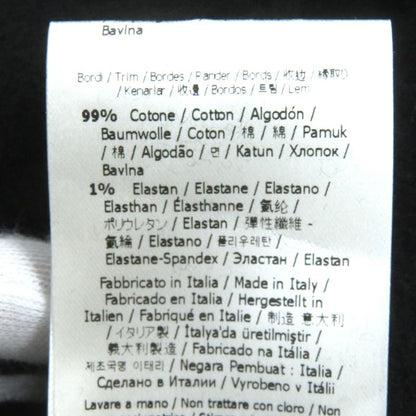 Bavlna
Bordi / Trim / Bordes / Ränder / Bords / 收边 / 縁取り
/ Kenarlar / 收邊 / Bordos / 트림 / Lem
99% Cotone / Cotton / Algodón /
Baumwolle / Coton / 棉 / 綿 / Pamuk
/ 棉 / Algodão / 면 / Katun / Хлопок /
Bavlna
1% Elastan / Elastane / Elastano /
Elasthan / Élasthanne / 氨纶 /
ポリウレタン / Elastan / 彈性纖維 -
氨綸 / Elastano / 폴리우레탄 /
Elastane-Spandex / Эластан / Elastan
Fabbricato in Italia / Made in Italy /
Fabricado en Italia / Hergestellt in
Italien / Fabriqué en Italie / 制造 意大利
/ イタリア製 / İtalya'da üretilmiştir /
義大利製造 / Fabricado na Itália /
제조국명 이태리 / Negara Pembuat : Italia /
Сделано в Италии / Vyrobeno v Itálii
Lavare a mano / Non trattare con cloro / Non